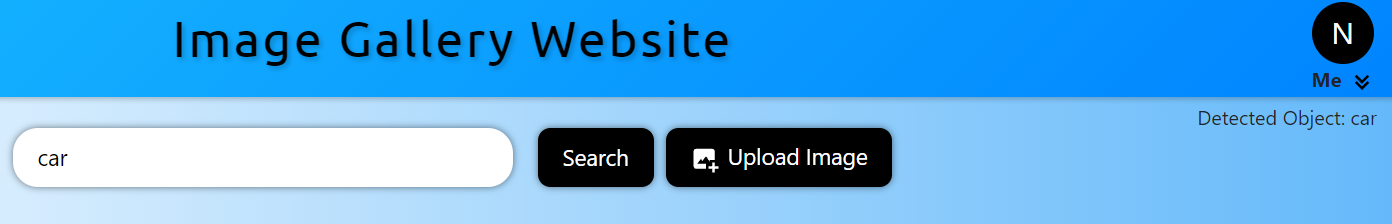 Image Gallery Website
N
Me
Detected Object: car
car
Search
Upload Image